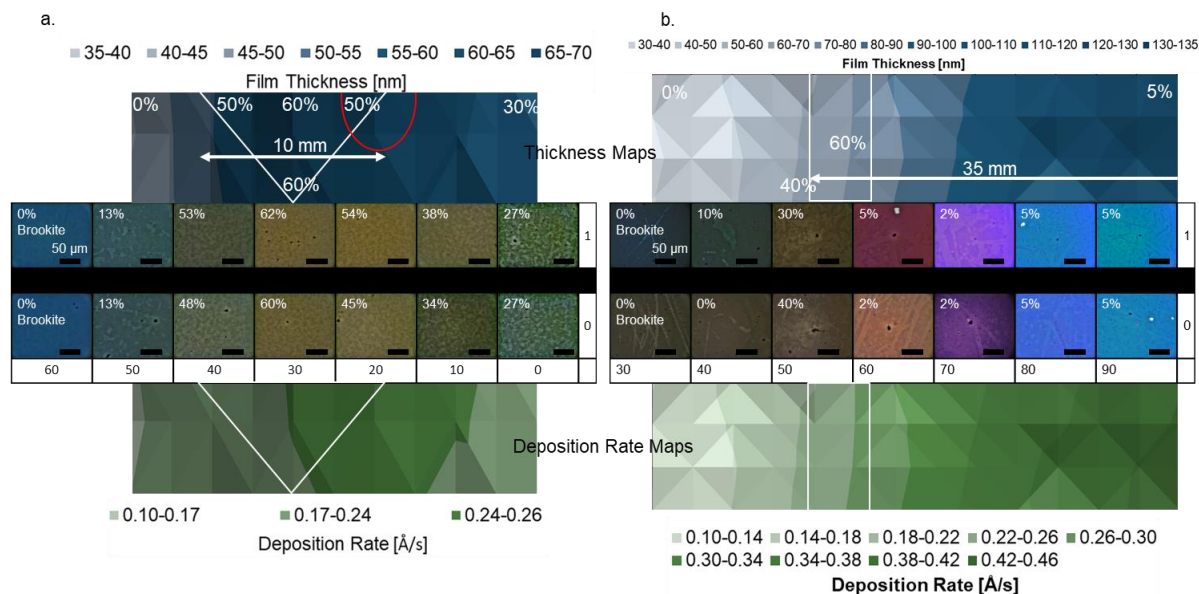 a.
35-40 40-45 45-50 50-55 55-60 60-65 65-70
Film Thickness [nm]
0% 50% 60% 50% 30%
10 mm
60%
b.
30-40 40-50 50-60 60-70 70-80 80-90 90-100 100-110 110-120 120-130 130-135
Film Thickness [nm]
0% 5%
60%
35 mm
40%
Thickness Maps
0% 13% 53% 62% 54% 38% 27%
Brookite
50 µm
1
0% 13% 48% 60% 45% 34% 27%
Brookite
0
60 50 40 30 20 10 0
0% 10% 30% 5% 2% 5% 5%
Brookite
50 µm
1
0% 0% 40% 2% 2% 5% 5%
Brookite
0
30 40 50 60 70 80 90
Deposition Rate Maps
0.10-0.17 0.17-0.24 0.24-0.26
Deposition Rate [Å/s]
0.10-0.14 0.14-0.18 0.18-0.22 0.22-0.26 0.26-0.30
0.30-0.34 0.34-0.38 0.38-0.42 0.42-0.46
Deposition Rate [Å/s]